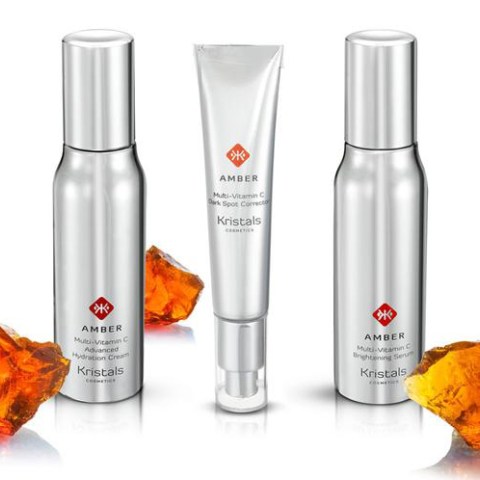 AMBER
Multi-Vitamin C
Advanced
Hydration Cream
Kristals
COSMETICS
AMBER
Multi-Vitamin C
Dark Spot Corrector
Kristals
COSMETICS
AMBER
Multi-Vitamin C
Brightening Serum
Kristals
COSMETICS